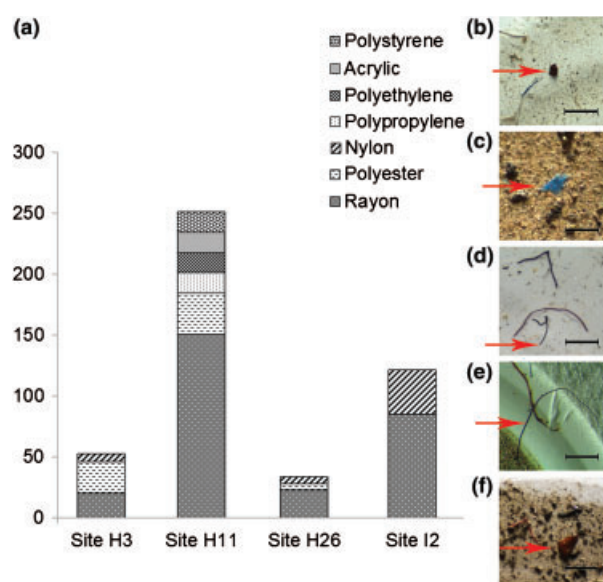 (a)
Polystyrene
Acrylic
Polyethylene
Polypropylene
Nylon
Polyester
Rayon
300
250
200
150
100
50
0
Site H3 Site H11 Site H26 Site I2
(b)
(c)
(d)
(e)
(f)